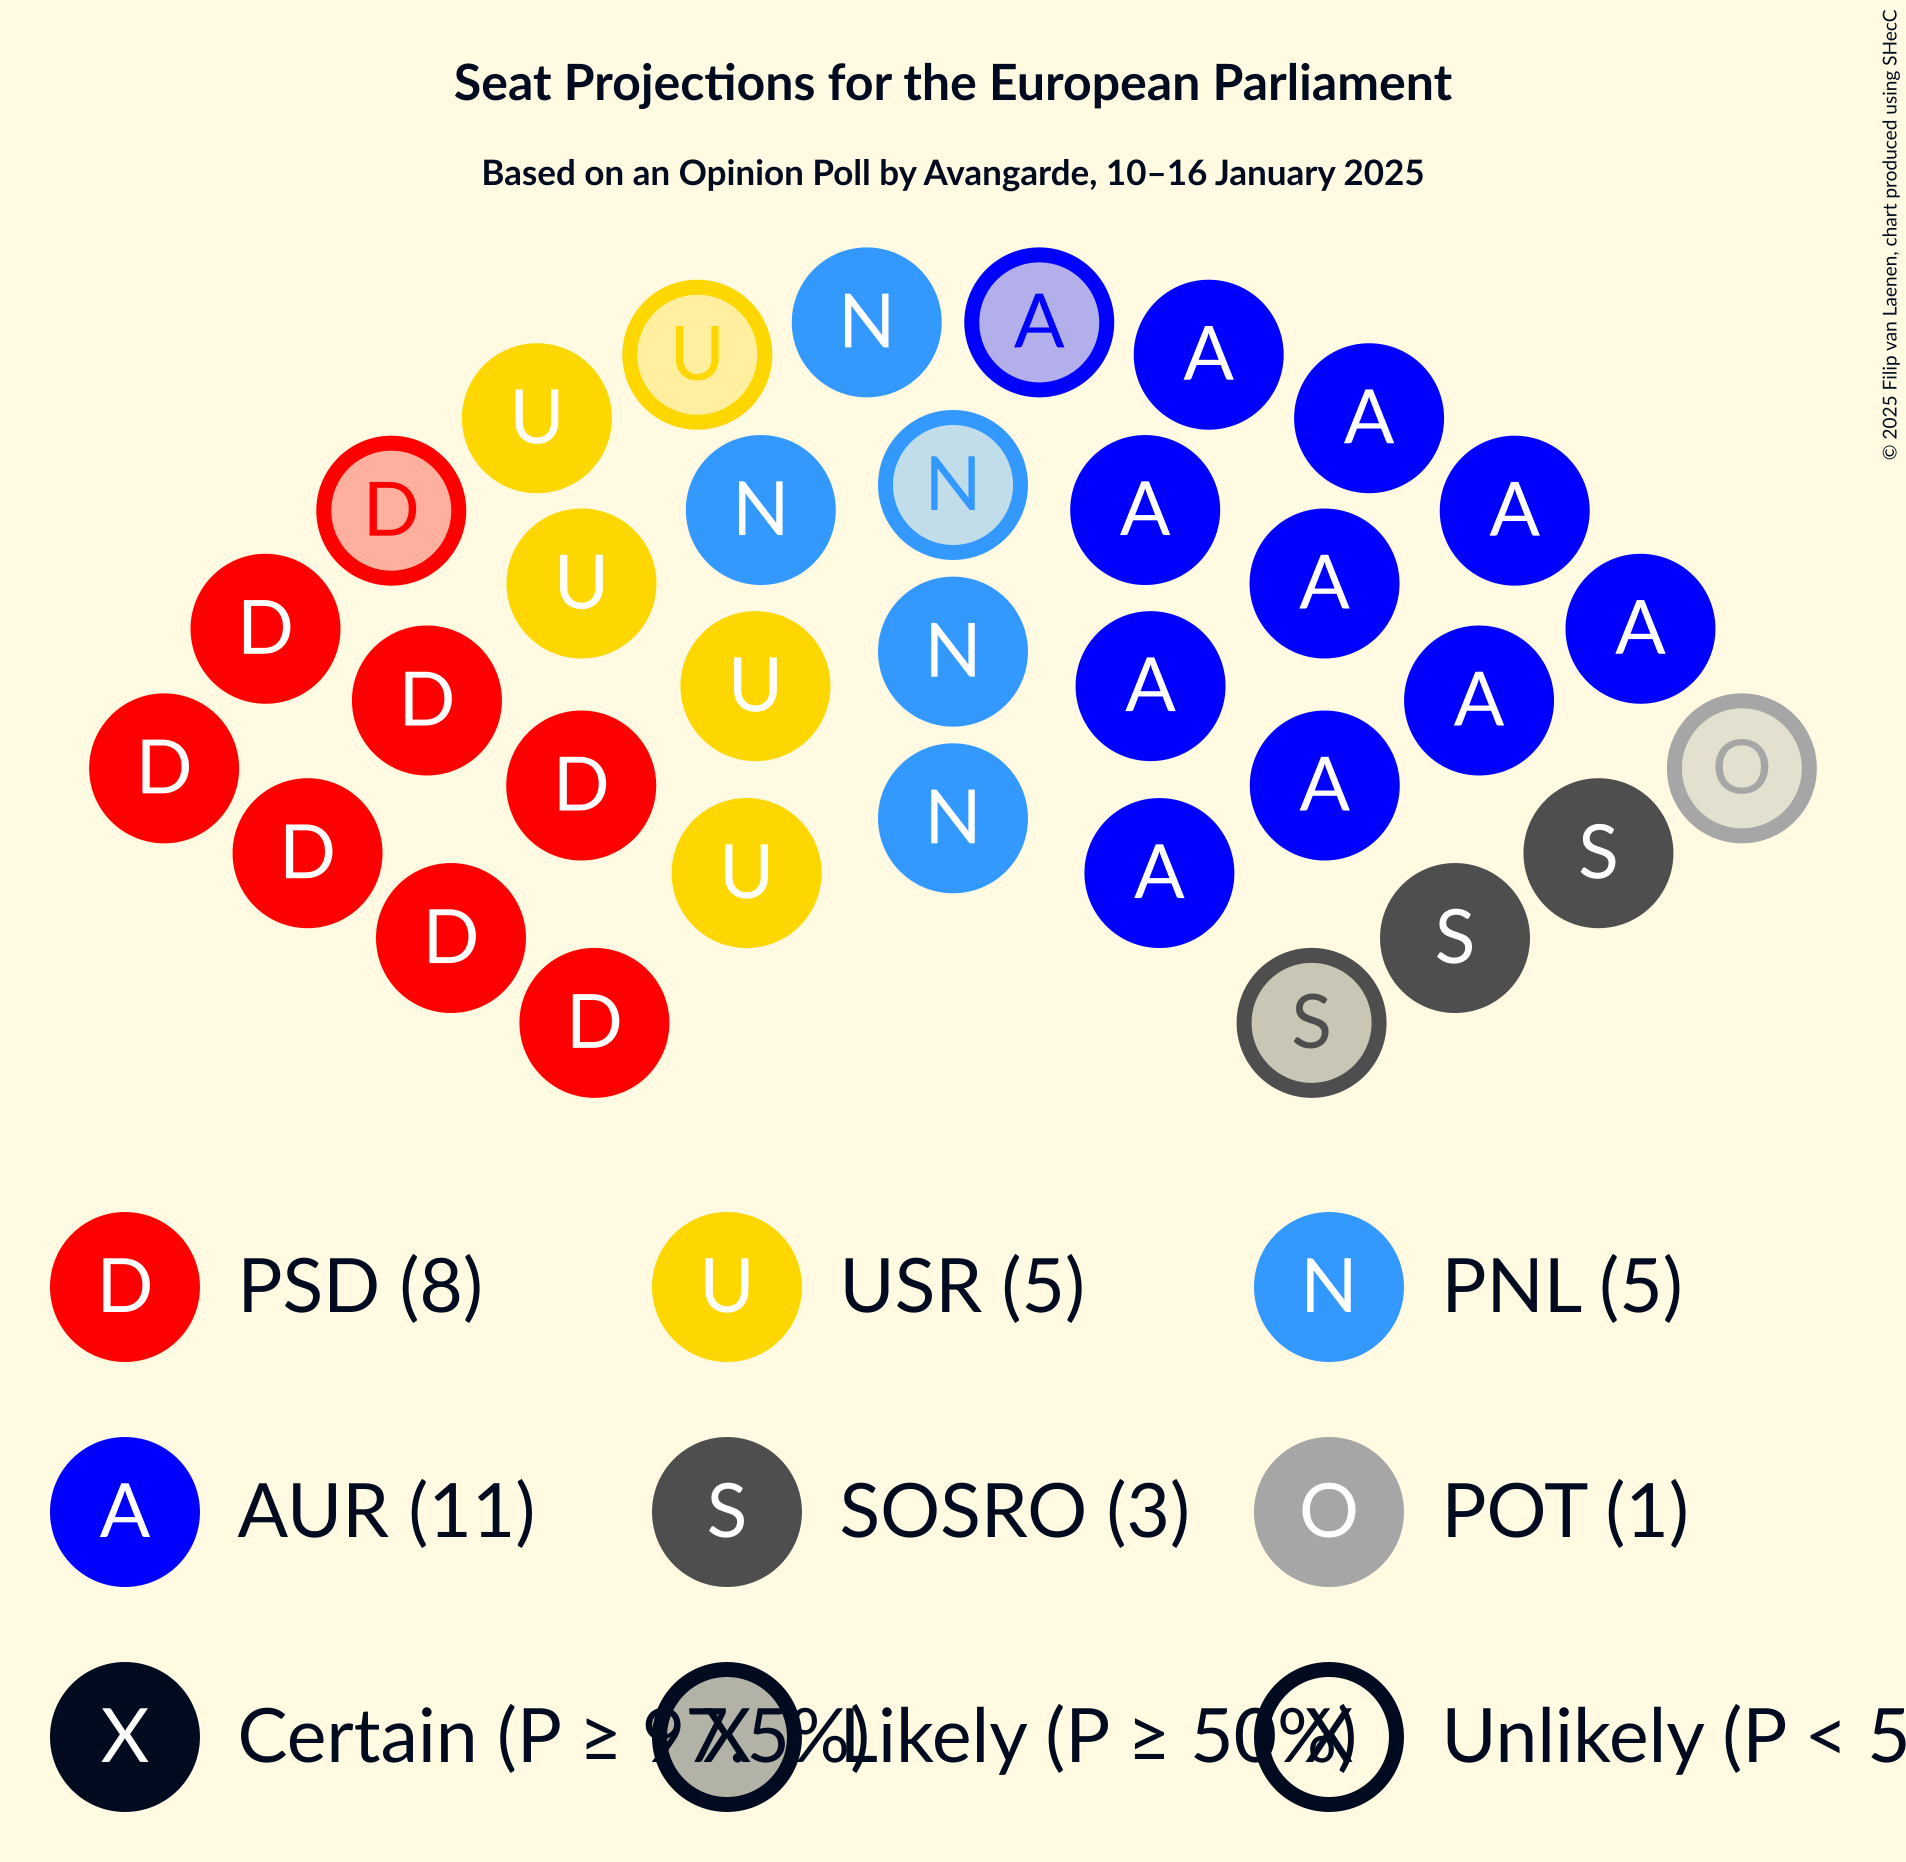 Seat Projections for the European Parliament
Based on an Opinion Poll by Avangarde, 10–16 January 2025
© 2025 Filip van Laenen, chart produced using SHecC
N A
U A
U A
N
D N A A
U A
D N A
U A
D A
D A
D O
U N A
D S
D S
D S
D PSD (8) U USR (5) N PNL (5)
A AUR (11) S SOSRO (3) O POT (1)
X Certain (P ≥ 97.5%) X Likely (P ≥ 50%) X Unlikely (P < 5